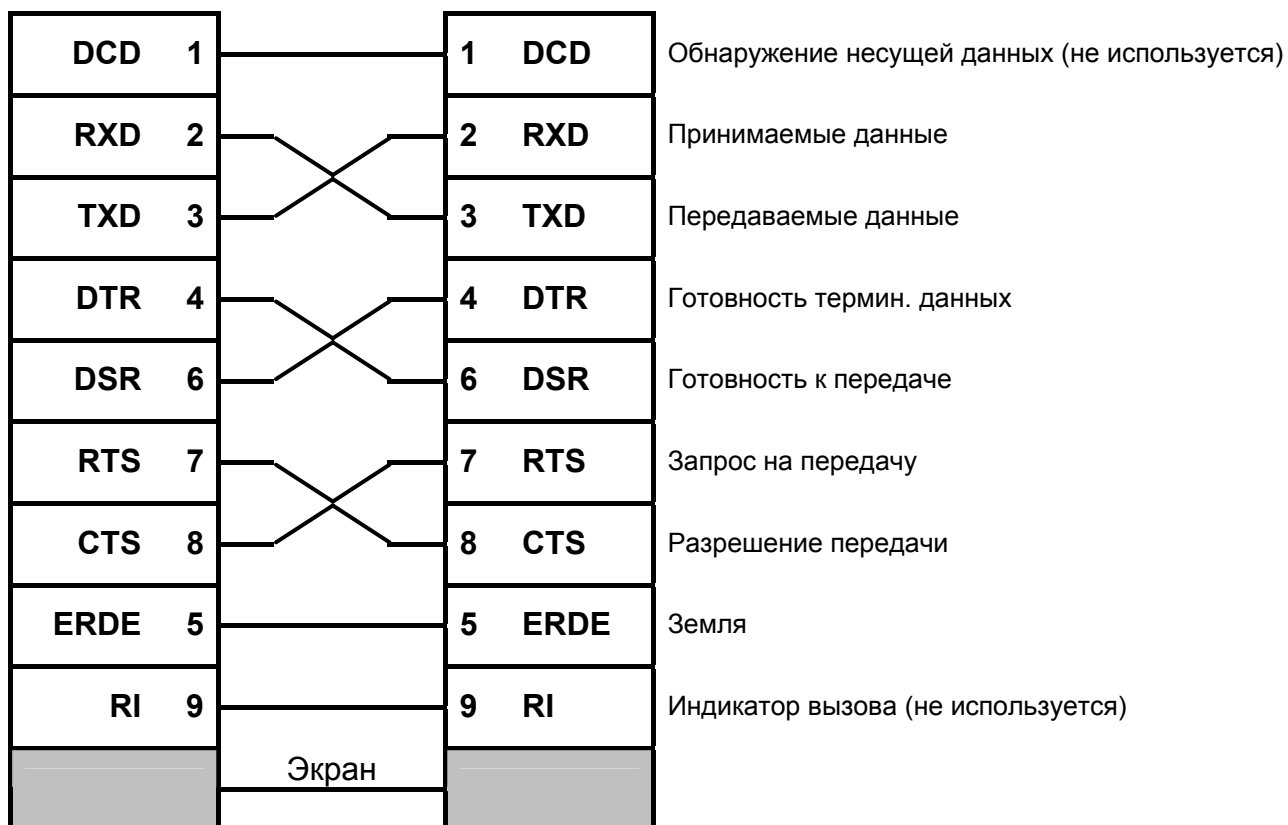 DCD 1 1 DCD Обнаружение несущей данных (не используется)
RXD 2 2 RXD Принимаемые данные
TXD 3 3 TXD Передаваемые данные
DTR 4 4 DTR Готовность термин. данных
DSR 6 6 DSR Готовность к передаче
RTS 7 7 RTS Запрос на передачу
CTS 8 8 CTS Разрешение передачи
ERDE 5 5 ERDE Земля
RI 9 9 RI Индикатор вызова (не используется)
Экран